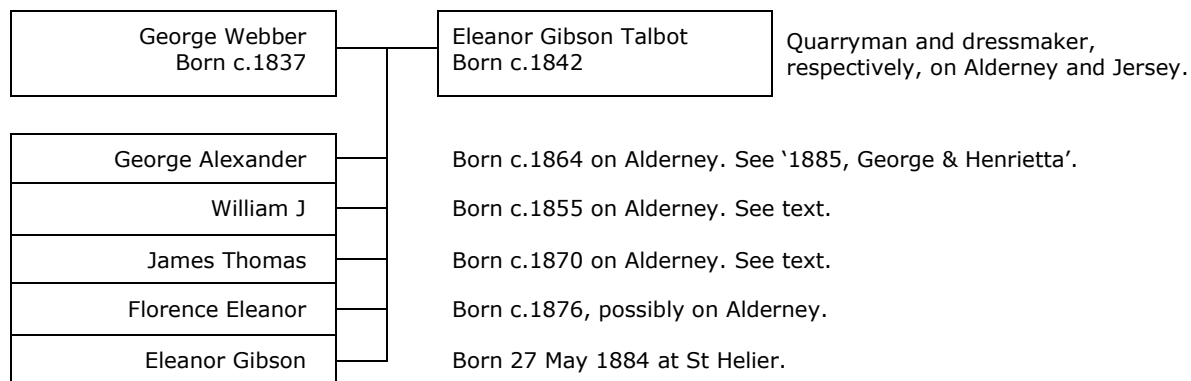 George Webber
Born c.1837
Eleanor Gibson Talbot
Born c.1842
Quarryman and dressmaker,
respectively, on Alderney and Jersey.
George Alexander
Born c.1864 on Alderney. See ‘1885, George & Henrietta’.
William J
Born c.1855 on Alderney. See text.
James Thomas
Born c.1870 on Alderney. See text.
Florence Eleanor
Born c.1876, possibly on Alderney.
Eleanor Gibson
Born 27 May 1884 at St Helier.